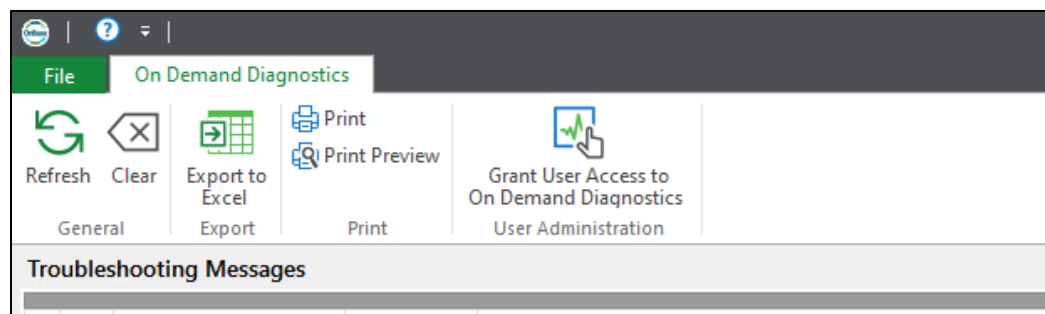 OnBase
?
File
On Demand Diagnostics
Refresh
Clear
Export to
Excel
Print
Print Preview
Grant User Access to
On Demand Diagnostics
General
Export
Print
User Administration
Troubleshooting Messages